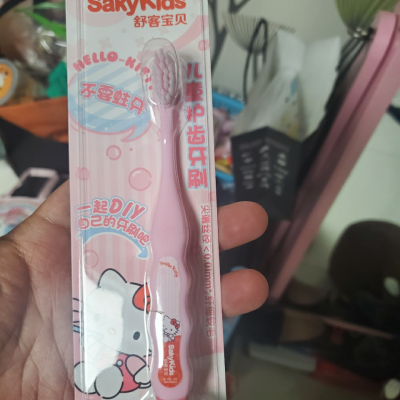 SakyKids
舒客宝贝
HELLO-KITTY
不要蛀牙
儿童护齿牙刷
一起DIY
自己的牙刷吧
SakyKids